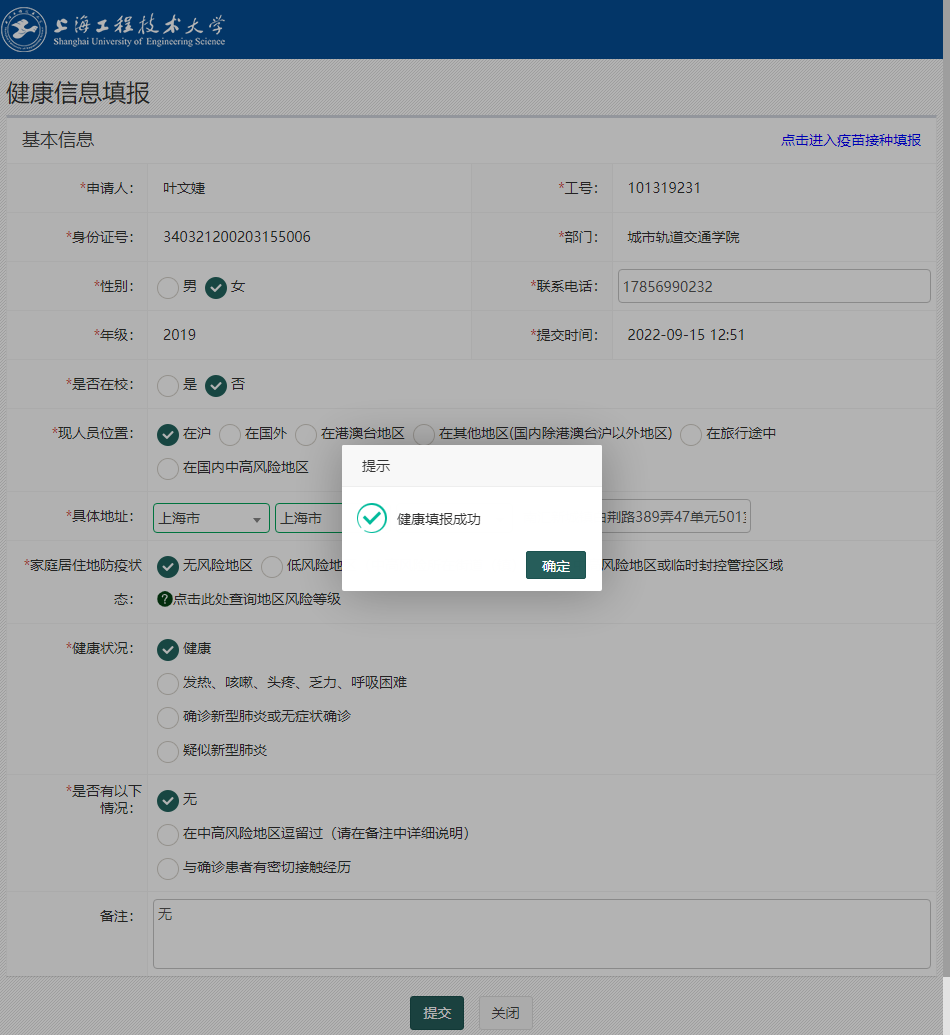 上海工程技术大学
Shanghai University of Engineering Science
健康信息填报
基本信息
点击进入疫苗接种填报
*申请人： 叶文婕 *工号： 101319231
*身份证号： 340321200203155006 *部门： 城市轨道交通学院
*性别： 男 女 *联系电话： 17856990232
*年级： 2019 *提交时间： 2022-09-15 12:51
*是否在校： 是 否
*现人员位置： 在沪 在国外 在港澳台地区 在其他地区(国内除港澳台沪以外地区) 在旅行途中
在国内中高风险地区
提示
*具体地址： 上海市 上海市 荆路389弄47单元501
健康填报成功
确定
*家庭居住地防疫状态： 无风险地区 低风险地 风险地区或临时封控管控区域
?点击此处查询地区风险等级
*健康状况： 健康
发热、咳嗽、头疼、乏力、呼吸困难
确诊新型肺炎或无症状确诊
疑似新型肺炎
*是否有以下情况： 无
在中高风险地区逗留过（请在备注中详细说明）
与确诊患者有密切接触经历
备注： 无
提交 关闭